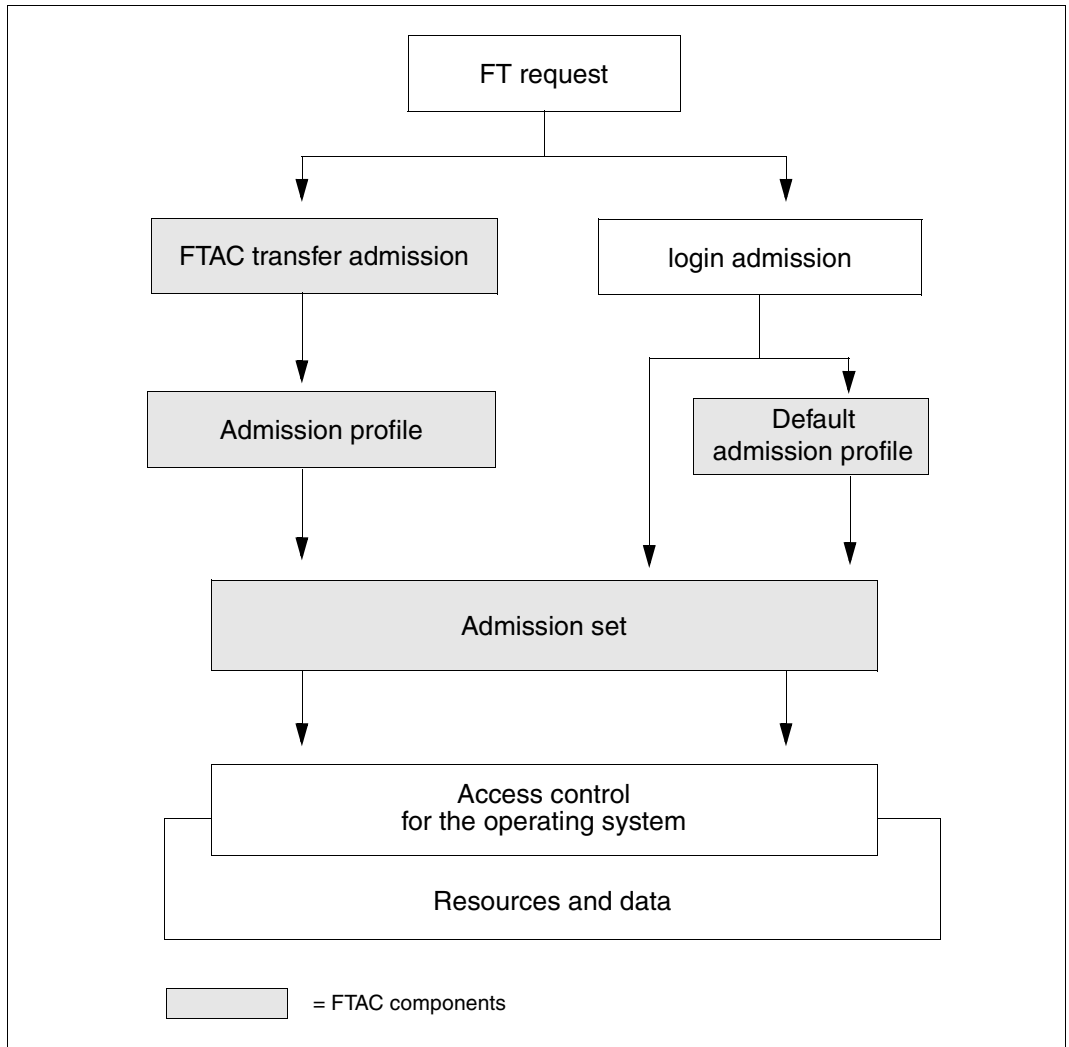 FT request
FTAC transfer admission
login admission
Admission profile
Default
admission profile
Admission set
Access control
for the operating system
Resources and data
= FTAC components